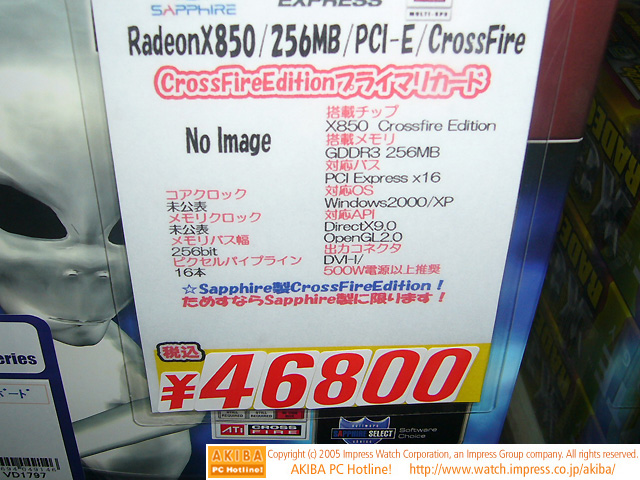 SAPPHIRE
EXPRESS
RadeonX850/256MB/PCI-E/CrossFire
CrossFireEditionプライマリカード
No Image
搭載チップ
X850 Crossfire Edition
搭載メモリ
GDDR3 256MB
対応バス
PCI Express x16
対応OS
Windows2000/XP
対応API
DirectX9.0
OpenGL2.0
出力コネクタ
DVI-I/
500W電源以上推奨
コアクロック
未公表
メモリクロック
未公表
メモリバス幅
256bit
ピクセルパイプライン
16本
☆Sapphire製CrossFireEdition!
ためすならSapphire製に限ります!
税込
¥46800
eries
ード
VD1797
ATI CROSSFIRE
SAPPHIRE SELECT
Software
Choice
RADE
AKIBA
PC Hotline!
Copyright (c) 2005 Impress Watch Corporation, an Impress Group company. All rights reserved.
AKIBA PC Hotline! http://www.watch.impress.co.jp/akiba/